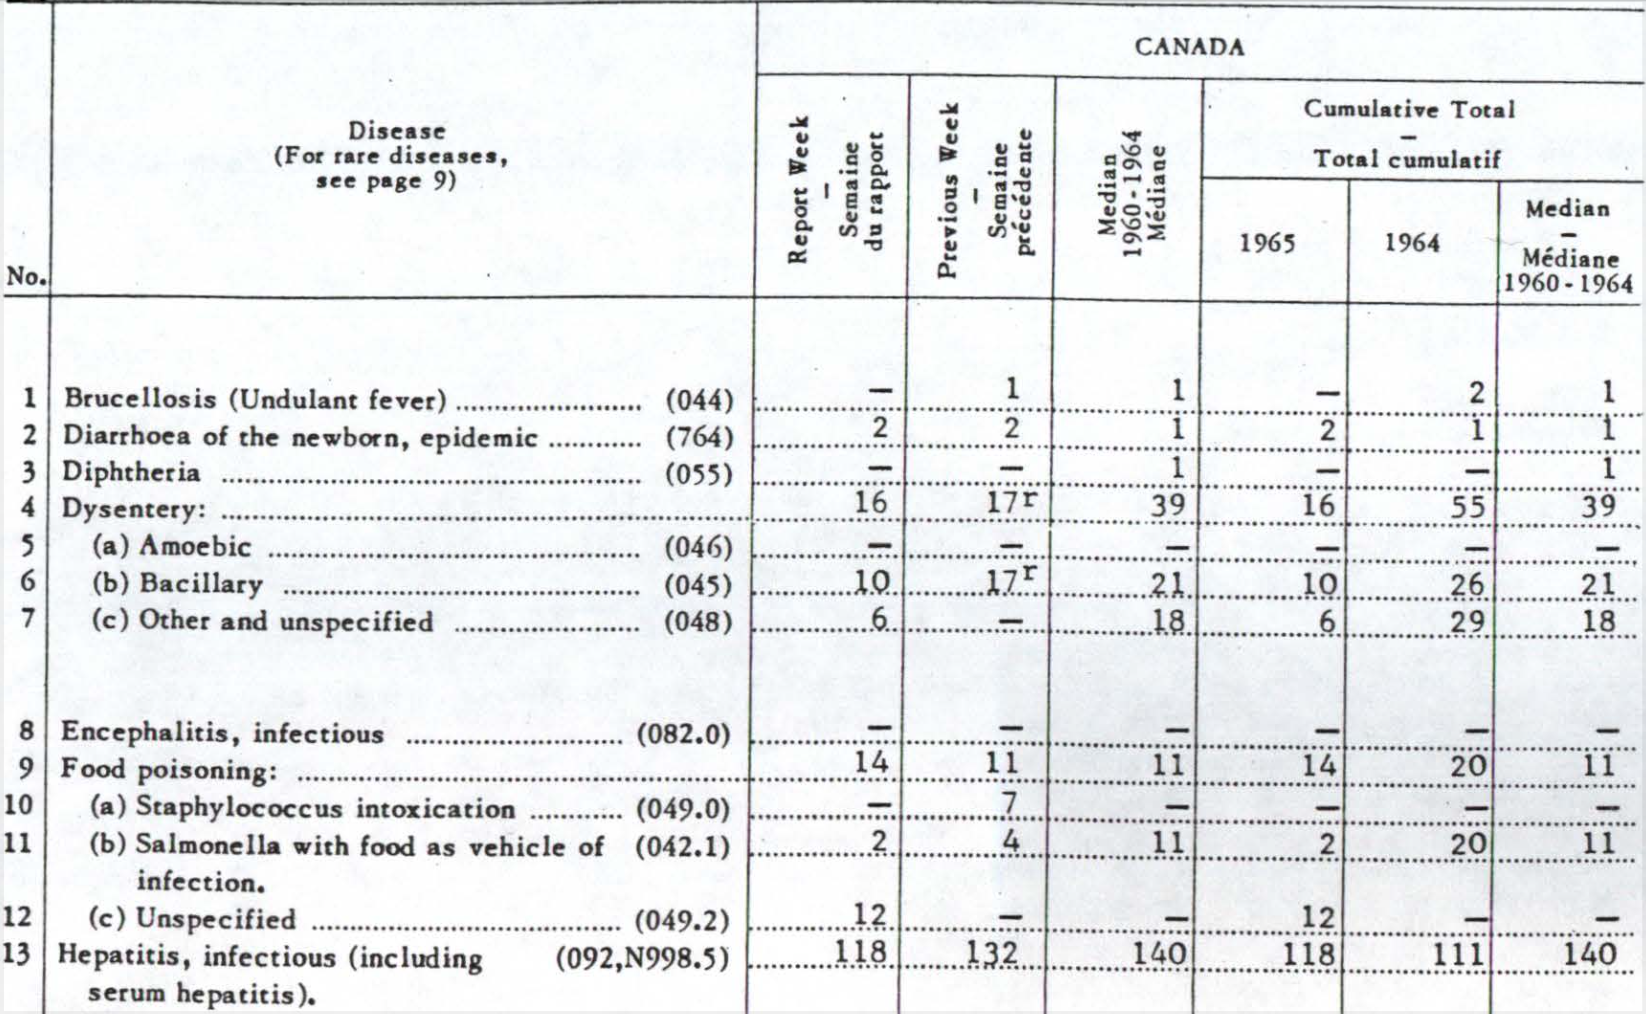 CANADA
Disease
(For rare diseases,
see page 9)
No.
Report Week
—
Semaine
du rapport
Previous Week
—
Semaine
précédente
Median
1960-1964
Médiane
Cumulative Total
—
Total cumulatif
1965
1964
Median
—
Médiane
1960-1964
1 Brucellosis (Undulant fever) ........................ (044) — 1 1 — 2 1
2 Diarrhoea of the newborn, epidemic ............ (764) 2 2 1 2 1 1
3 Diphtheria ........................ (055) — — 1 — — 1
4 Dysentery: ........................ 16 17r 39 16 55 39
5 (a) Amoebic ........................ (046) — — — — — —
6 (b) Bacillary ........................ (045) 10 17r 21 10 26 21
7 (c) Other and unspecified ........................ (048) 6 — 18 6 29 18
8 Encephalitis, infectious ........................ (082.0) — — — — — —
9 Food poisoning: ........................ 14 11 11 14 20 11
10 (a) Staphylococcus intoxication ............ (049.0) — 7 — — — —
11 (b) Salmonella with food as vehicle of (042.1) 2 4 11 2 20 11
infection.
12 (c) Unspecified ........................ (049.2) 12 — — 12 — —
13 Hepatitis, infectious (including (092,N998.5) 118 132 140 118 111 140
serum hepatitis).